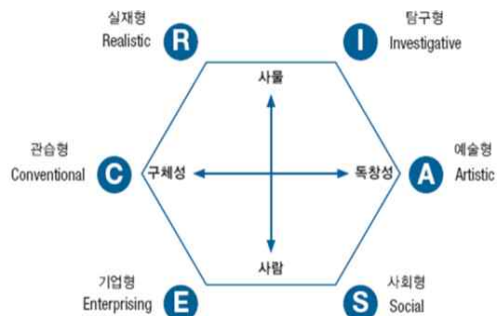 실재형
Realistic
R
탐구형
I
Investigative
사물
관습형
Conventional
C
구체성
독창성
A
예술형
Artistic
사람
기업형
Enterprising
E
사회형
S
Social